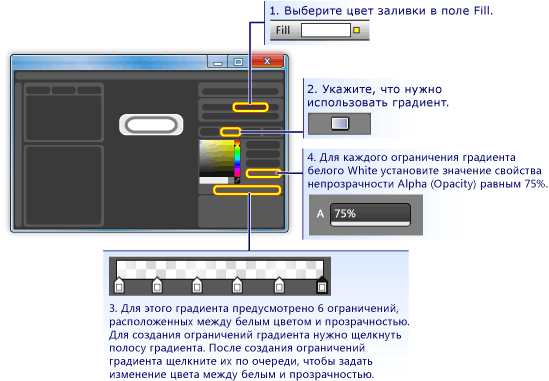 1. Выберите цвет заливки в поле Fill.
Fill
2. Укажите, что нужно
использовать градиент.
4. Для каждого ограничения градиента
белого White установите значение свойства
непрозрачности Alpha (Opacity) равным 75%.
A 75%
3. Для этого градиента предусмотрено 6 ограничений,
расположенных между белым цветом и прозрачностью.
Для создания ограничений градиента нужно щелкнуть
полосу градиента. После создания ограничений
градиента щелкните их по очереди, чтобы задать
изменение цвета между белым и прозрачностью.